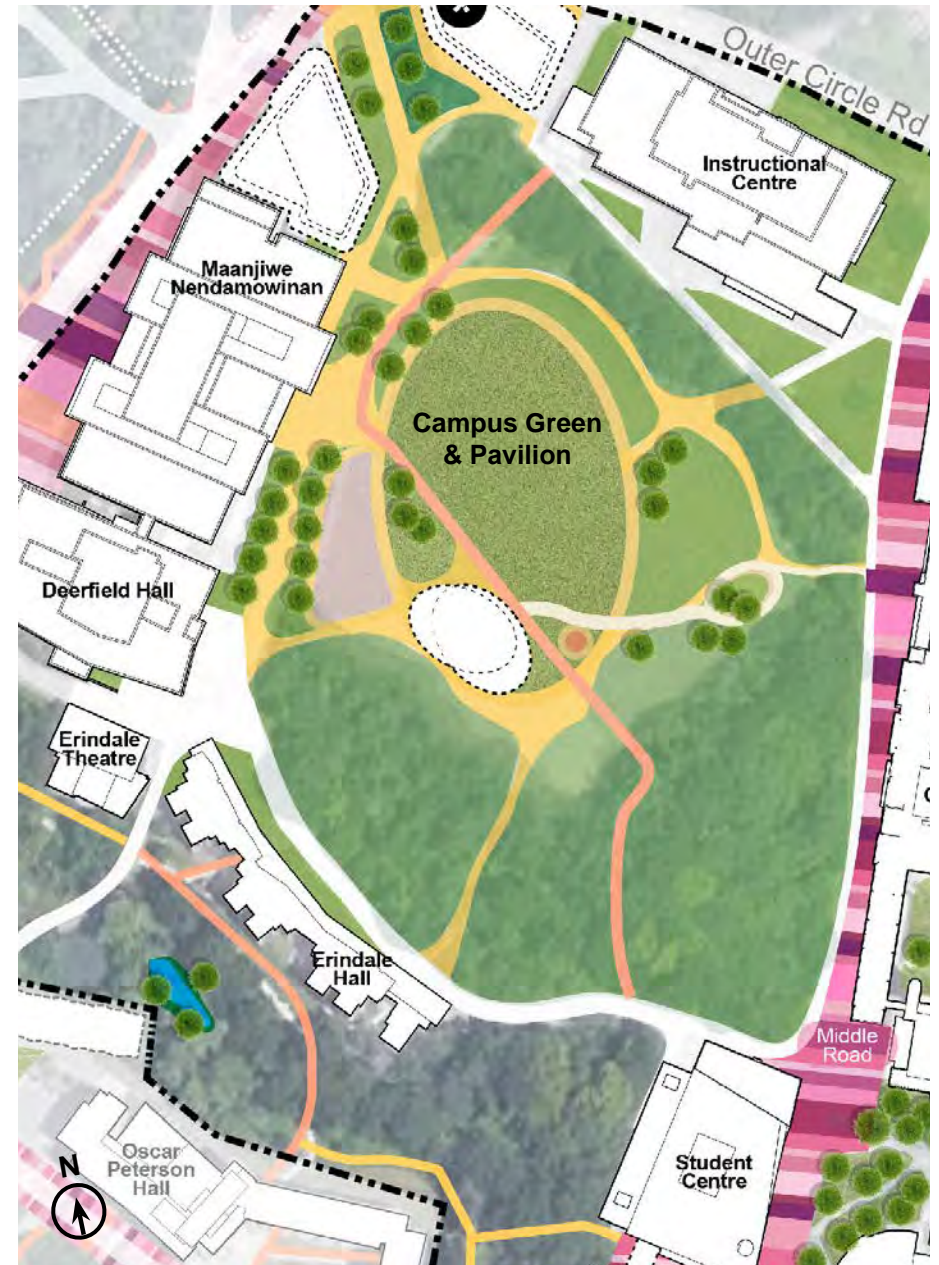 Outer Circle Rd
Instructional
Centre
Maanjiwe
Nendamowinan
Campus Green
& Pavilion
Deerfield Hall
Erindale
Theatre
Erindale
Hall
Middle
Road
Oscar
Peterson
Hall
N
Student
Centre